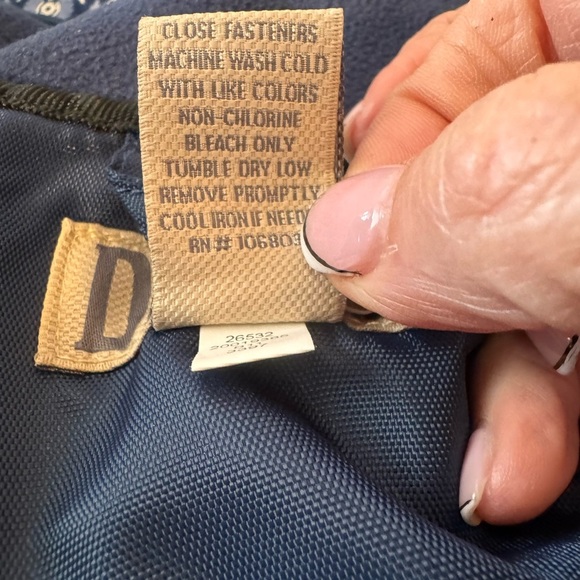 CLOSE FASTENERS
MACHINE WASH COLD
WITH LIKE COLORS
NON-CHLORINE
BLEACH ONLY
TUMBLE DRY LOW
REMOVE PROMPTLY
COOL IRON IF NEED
RN# 106803
D
26532